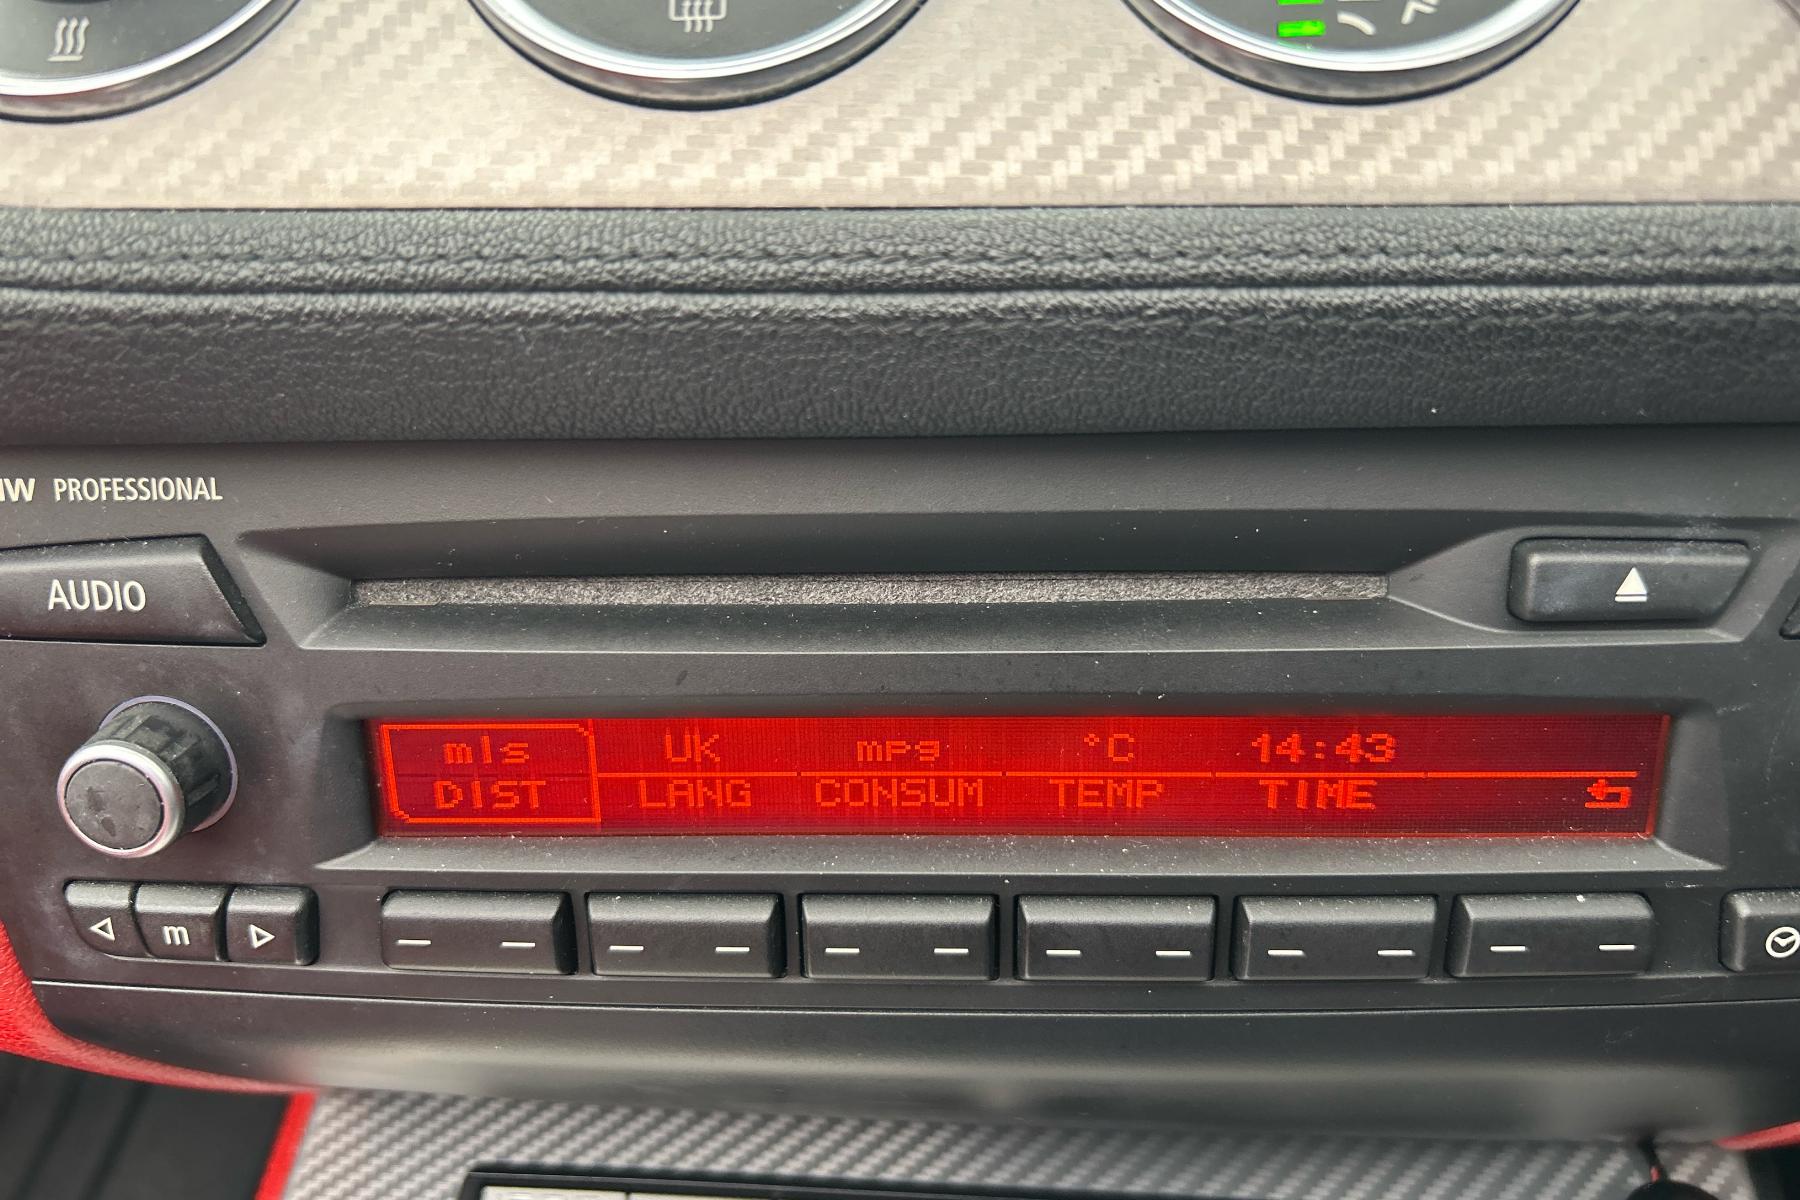 PROFESSIONAL
AUDIO
mls UK mpg °C 14:43
DIST LANG CONSUM TEMP TIME
m